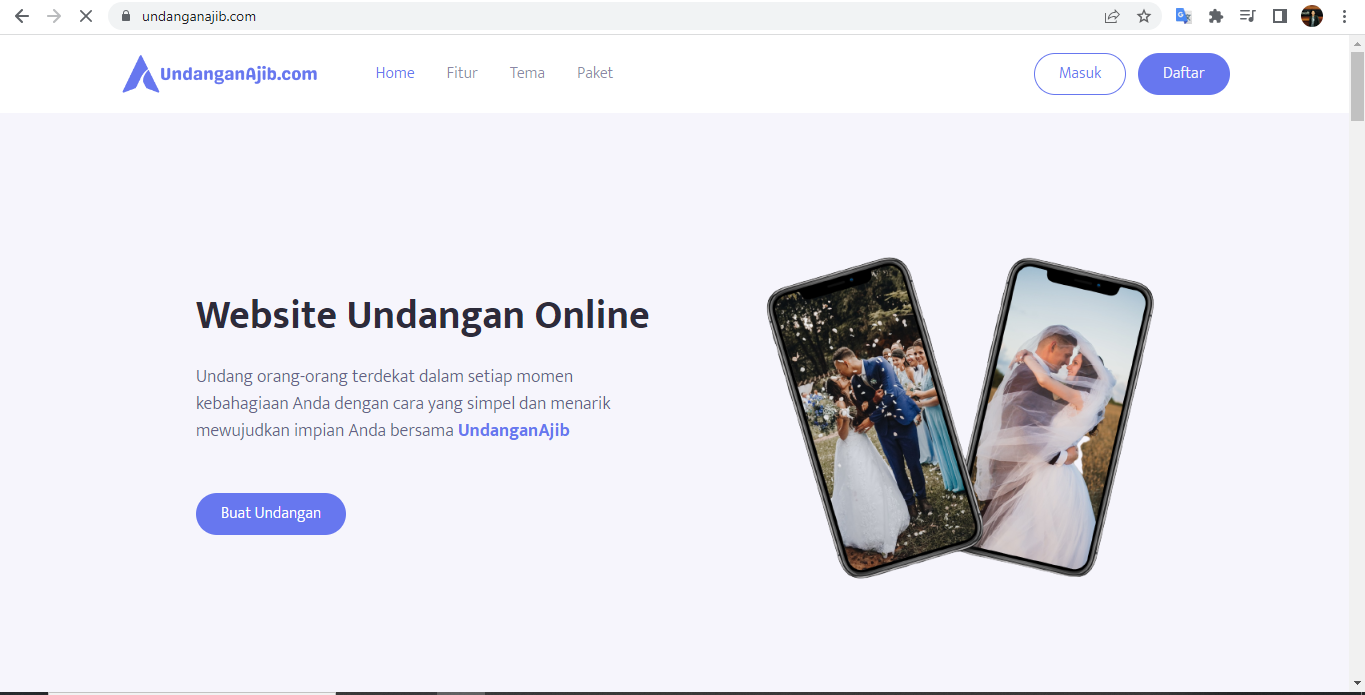 undanganajib.com
UndanganAjib.com
Home Fitur Tema Paket
Masuk Daftar
Website Undangan Online
Undang orang-orang terdekat dalam setiap momen
kebahagiaan Anda dengan cara yang simpel dan menarik
mewujudkan impian Anda bersama UndanganAjib
Buat Undangan